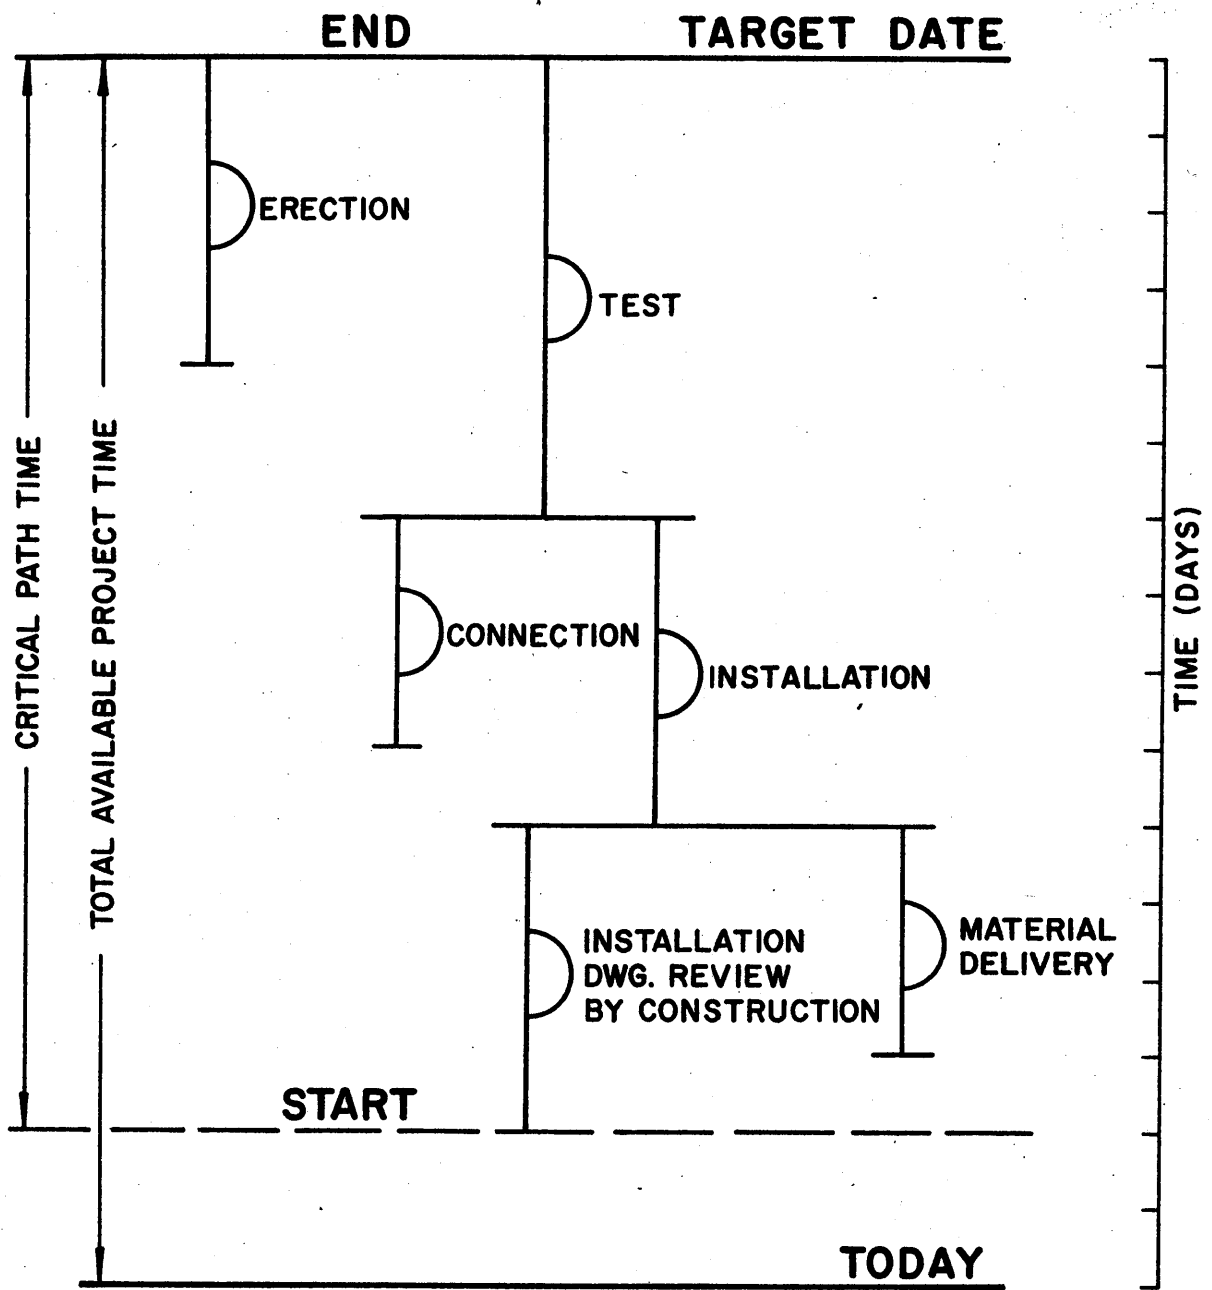 END
TARGET DATE
ERECTION
TEST
CRITICAL PATH TIME
TOTAL AVAILABLE PROJECT TIME
TIME (DAYS)
CONNECTION
INSTALLATION
INSTALLATION
DWG. REVIEW
BY CONSTRUCTION
MATERIAL
DELIVERY
START
TODAY